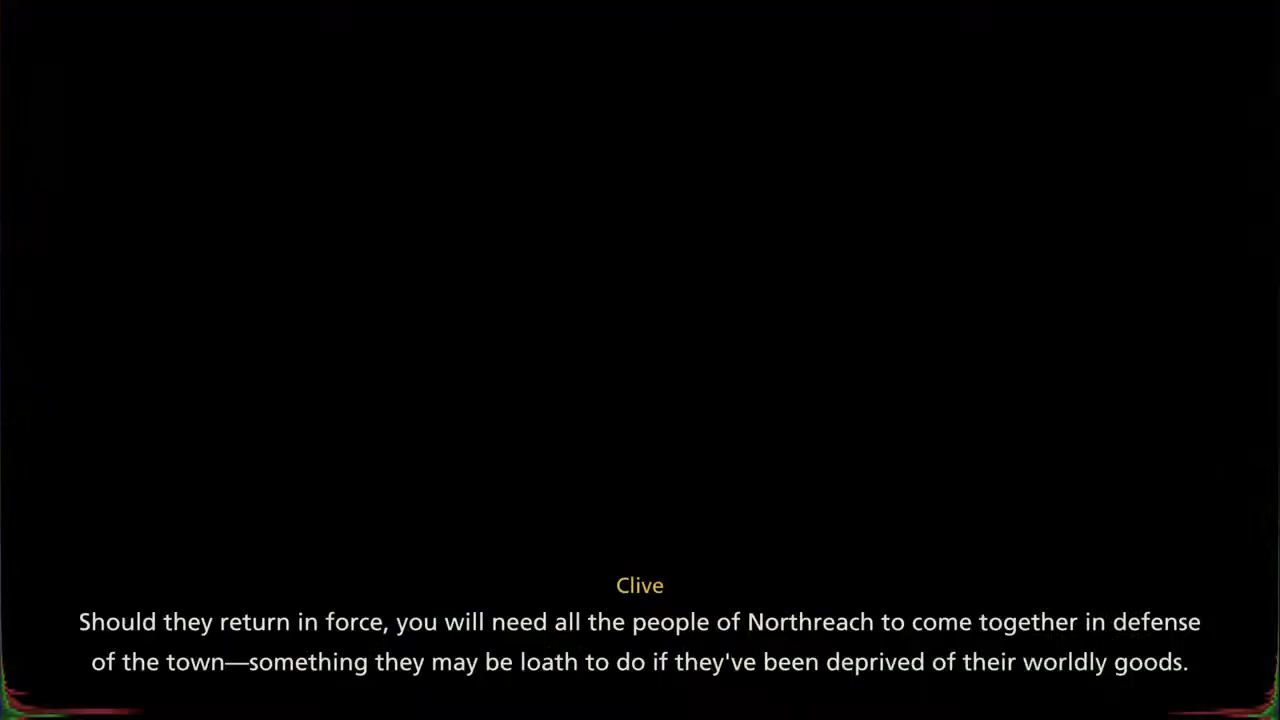 Clive
Should they return in force, you will need all the people of Northreach to come together in defense
of the town—something they may be loath to do if they've been deprived of their worldly goods.